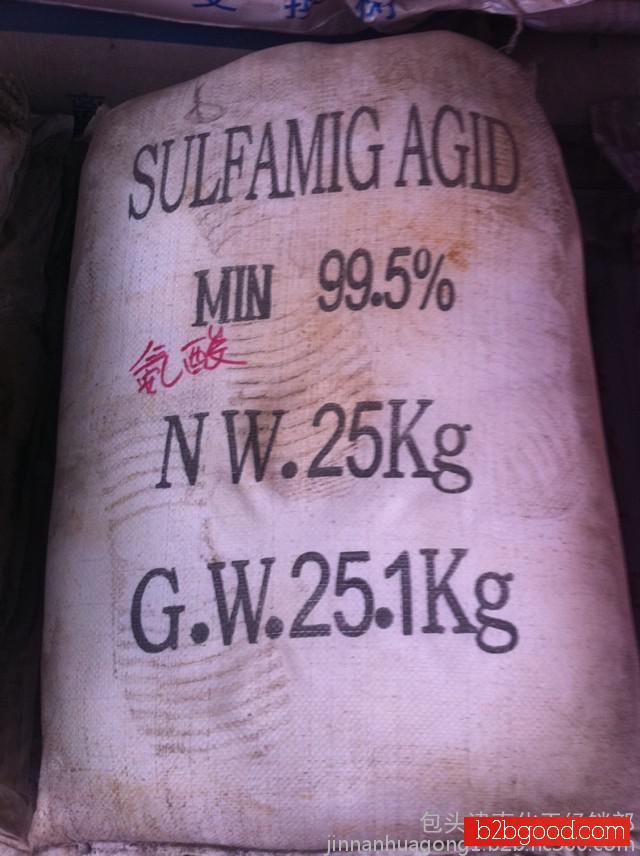 SULFAMIG AGID
MIN 99.5%
氨酸
N W. 25Kg
G.W. 25.1Kg
b2bgood.com